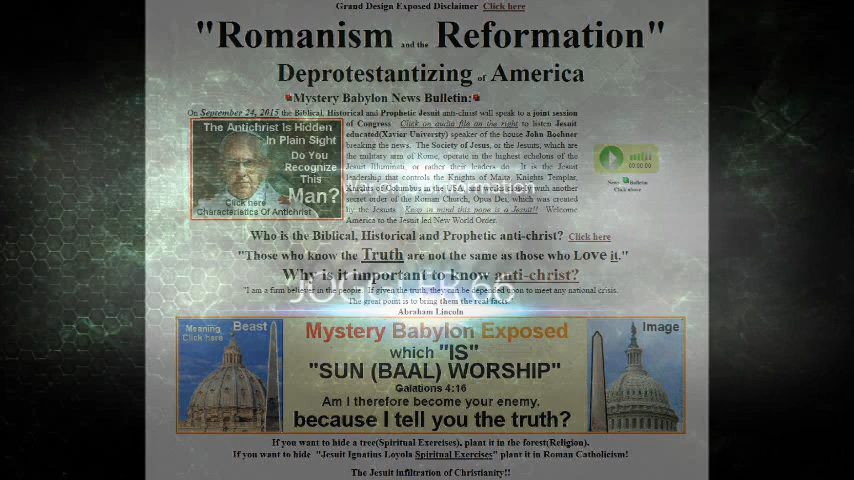 Grand Design Exposed Disclaimer Click here
"Romanism and the Reformation"
Deprotestantizing of America
Mystery Babylon News Bulletin:
On September 24, 2015 the Biblical, Historical and Prophetic Jesuit anti-christ will speak to a joint session
of Congress. Click on audio file on the right to listen Jesuit
educated(Xavier Universty) speaker of the house John Boehner
breaking the news. The Society of Jesus, or the Jesuits, which are
the military arm of Rome, operate in the highest echelons of the
Jesuit Illuminati, or rather their leaders do. It is the Jesuit
leadership that controls the Knights of Malta, Knights Templar,
Knights of Columbus in the USA with another
secret order of the Roman Church, Opus Dei, which was created
by the Jesuits. Keep in mind this pope is a Jesuit!! Welcome
America to the Jesuit led New World Order.
The Antichrist Is Hidden
In Plain Sight
Do You
Recognize
This
Man?
Click here
Characteristics Of Antichrist
00:00:00
News Bulletin
Click above
Who is the Biblical, Historical and Prophetic anti-christ? Click here
"Those who know the Truth are not the same as those who LOVE it."
Why is it important to know anti-christ?
"I am a firm believer in the people. If given the truth, they can be depended upon to meet any national crisis.
The great point is to bring them the real facts."
Abraham Lincoln
Meaning
Click here
Beast
Mystery Babylon Exposed
which "IS"
"SUN (BAAL) WORSHIP"
Galations 4:16
Am I therefore become your enemy,
because I tell you the truth?
Image
If you want to hide a tree(Spiritual Exercises), plant it in the forest(Religion).
If you want to hide "Jesuit Ignatius Loyola Spiritual Exercises" plant it in Roman Catholicism!
The Jesuit infiltration of Christianity!!